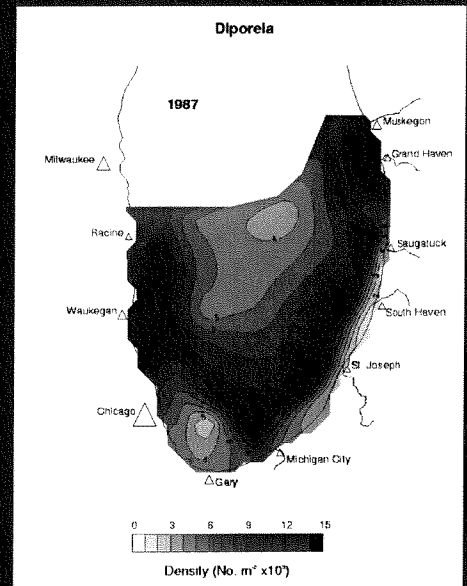 Diporeia
1987
Muskegon
Milwaukee
Grand Haven
Racine
Saugatuck
Waukegan
South Haven
St. Joseph
Chicago
Michigan City
Gary
0 3 6 9 12 15
Density (No. m⁻² x10³)